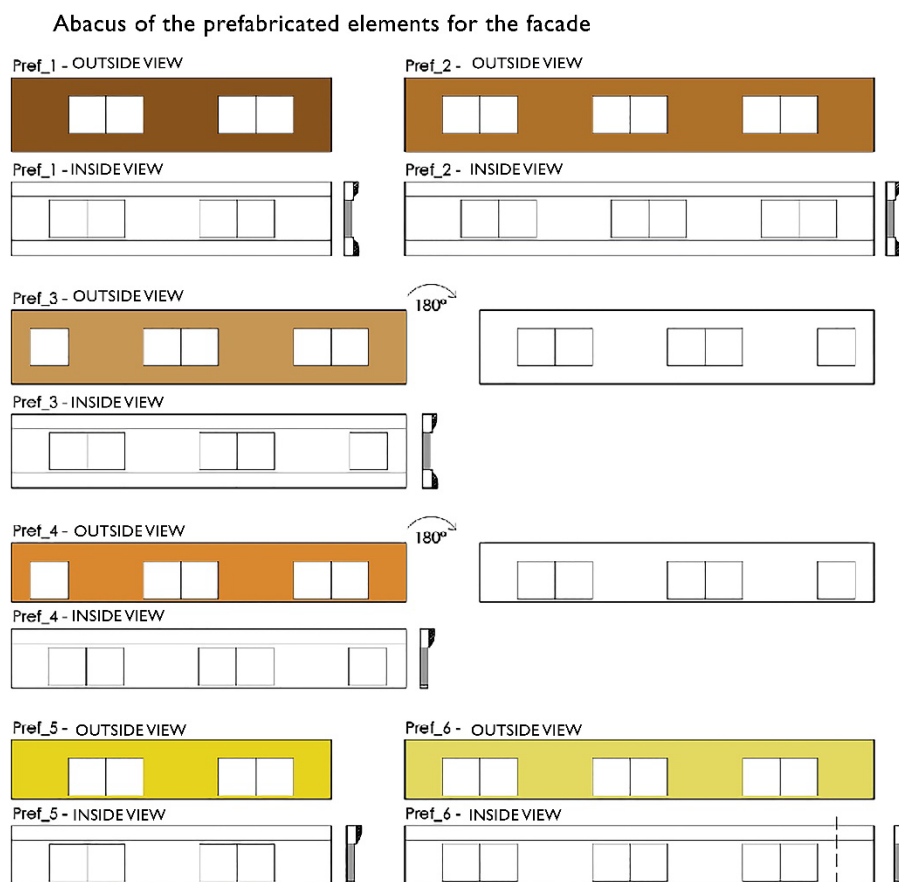 Abacus of the prefabricated elements for the facade
Pref_1 - OUTSIDE VIEW
Pref_2 - OUTSIDE VIEW
Pref_1 - INSIDE VIEW
Pref_2 - INSIDE VIEW
Pref_3 - OUTSIDE VIEW
180º
Pref_3 - INSIDE VIEW
Pref_4 - OUTSIDE VIEW
180º
Pref_4 - INSIDE VIEW
Pref_5 - OUTSIDE VIEW
Pref_6 - OUTSIDE VIEW
Pref_5 - INSIDE VIEW
Pref_6 - INSIDE VIEW